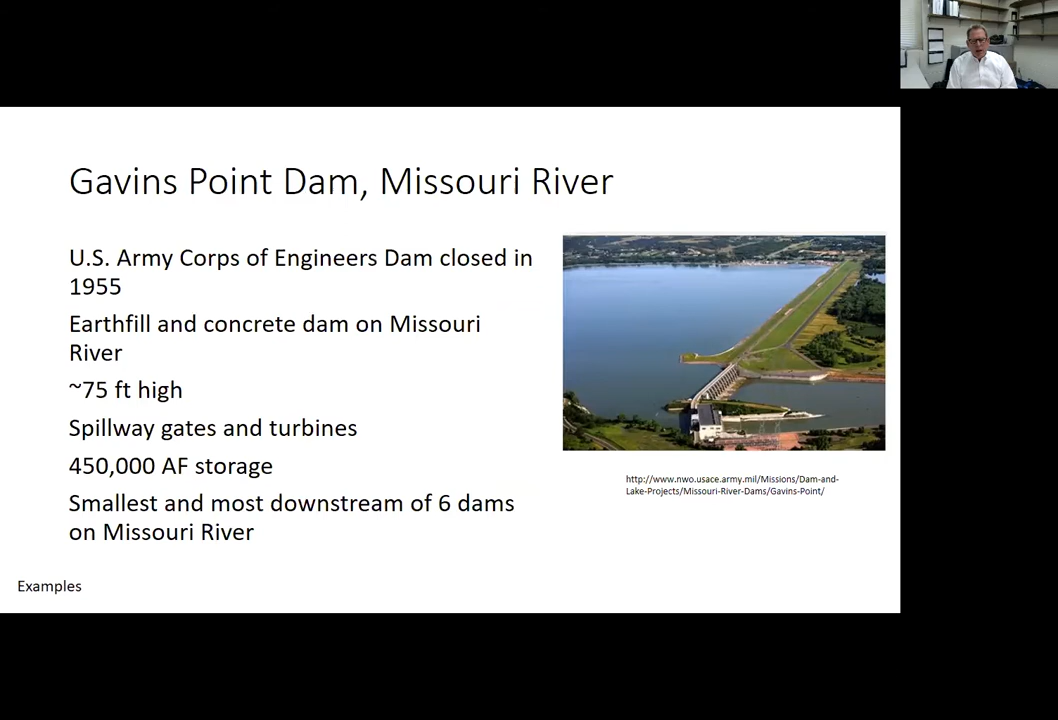 Gavins Point Dam, Missouri River
U.S. Army Corps of Engineers Dam closed in
1955
Earthfill and concrete dam on Missouri
River
~75 ft high
Spillway gates and turbines
450,000 AF storage
Smallest and most downstream of 6 dams
on Missouri River
http://www.nwo.usace.army.mil/Missions/Dam-and-
Lake-Projects/Missouri-River-Dams/Gavins-Point/
Examples